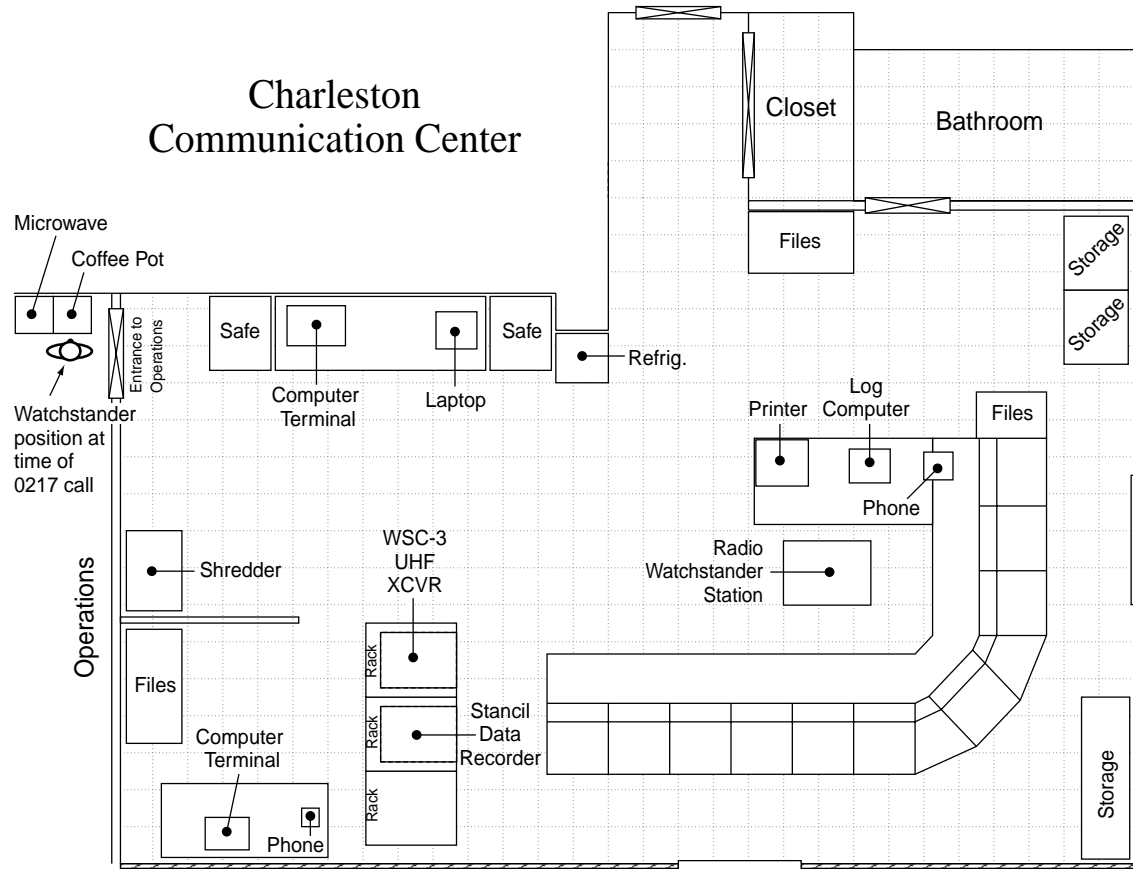 Charleston
Communication Center
Closet
Bathroom
Microwave
Coffee Pot
Files
Storage
Storage
Entrance to
Operations
Safe
Safe
Refrig.
Computer
Terminal
Laptop
Log
Computer
Printer
Files
Watchstander
position at
time of
0217 call
Phone
WSC-3
UHF
XCVR
Radio
Watchstander
Station
Shredder
Operations
Rack
Files
Stancil
Data
Recorder
Rack
Computer
Terminal
Rack
Phone
Storage